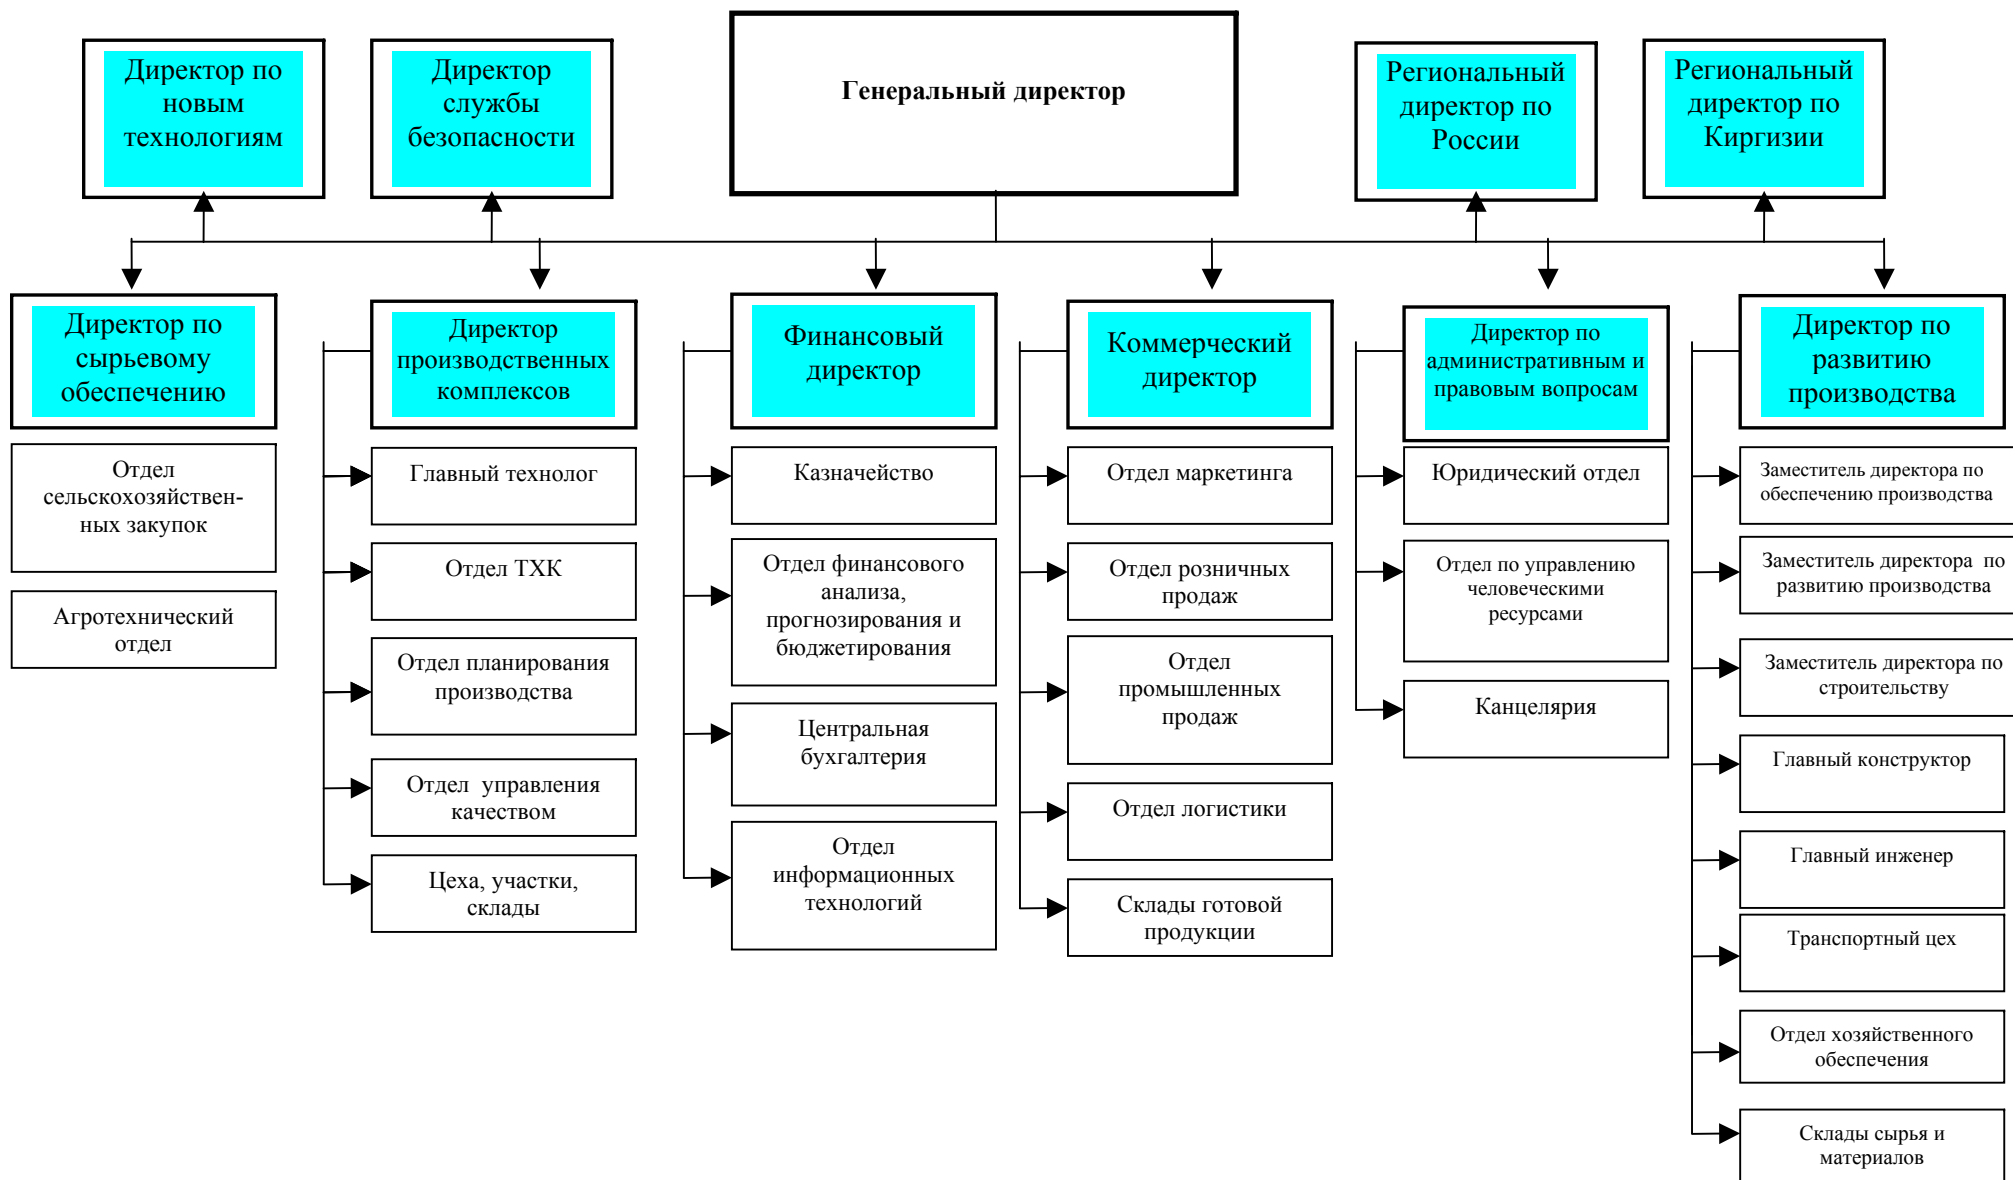 Директор по
новым
технологиям
Директор
службы
безопасности
Генеральный директор
Региональный
директор по
России
Региональный
директор по
Киргизии
Директор по
сырьевому
обеспечению
Директор
производственных
комплексов
Финансовый
директор
Коммерческий
директор
Директор по
административным и
правовым вопросам
Директор по
развитию
производства
Отдел
сельскохозяйствен-
ных закупок
Агротехнический
отдел
Главный технолог
Отдел ТХК
Отдел планирования
производства
Отдел управления
качеством
Цеха, участки,
склады
Казначейство
Отдел финансового
анализа,
прогнозирования и
бюджетирования
Центральная
бухгалтерия
Отдел
информационных
технологий
Отдел маркетинга
Отдел розничных
продаж
Отдел
промышленных
продаж
Отдел логистики
Склады готовой
продукции
Юридический отдел
Отдел по управлению
человеческими
ресурсами
Канцелярия
Заместитель директора по
обеспечению производства
Заместитель директора по
развитию производства
Заместитель директора по
строительству
Главный конструктор
Главный инженер
Транспортный цех
Отдел хозяйственного
обеспечения
Склады сырья и
материалов